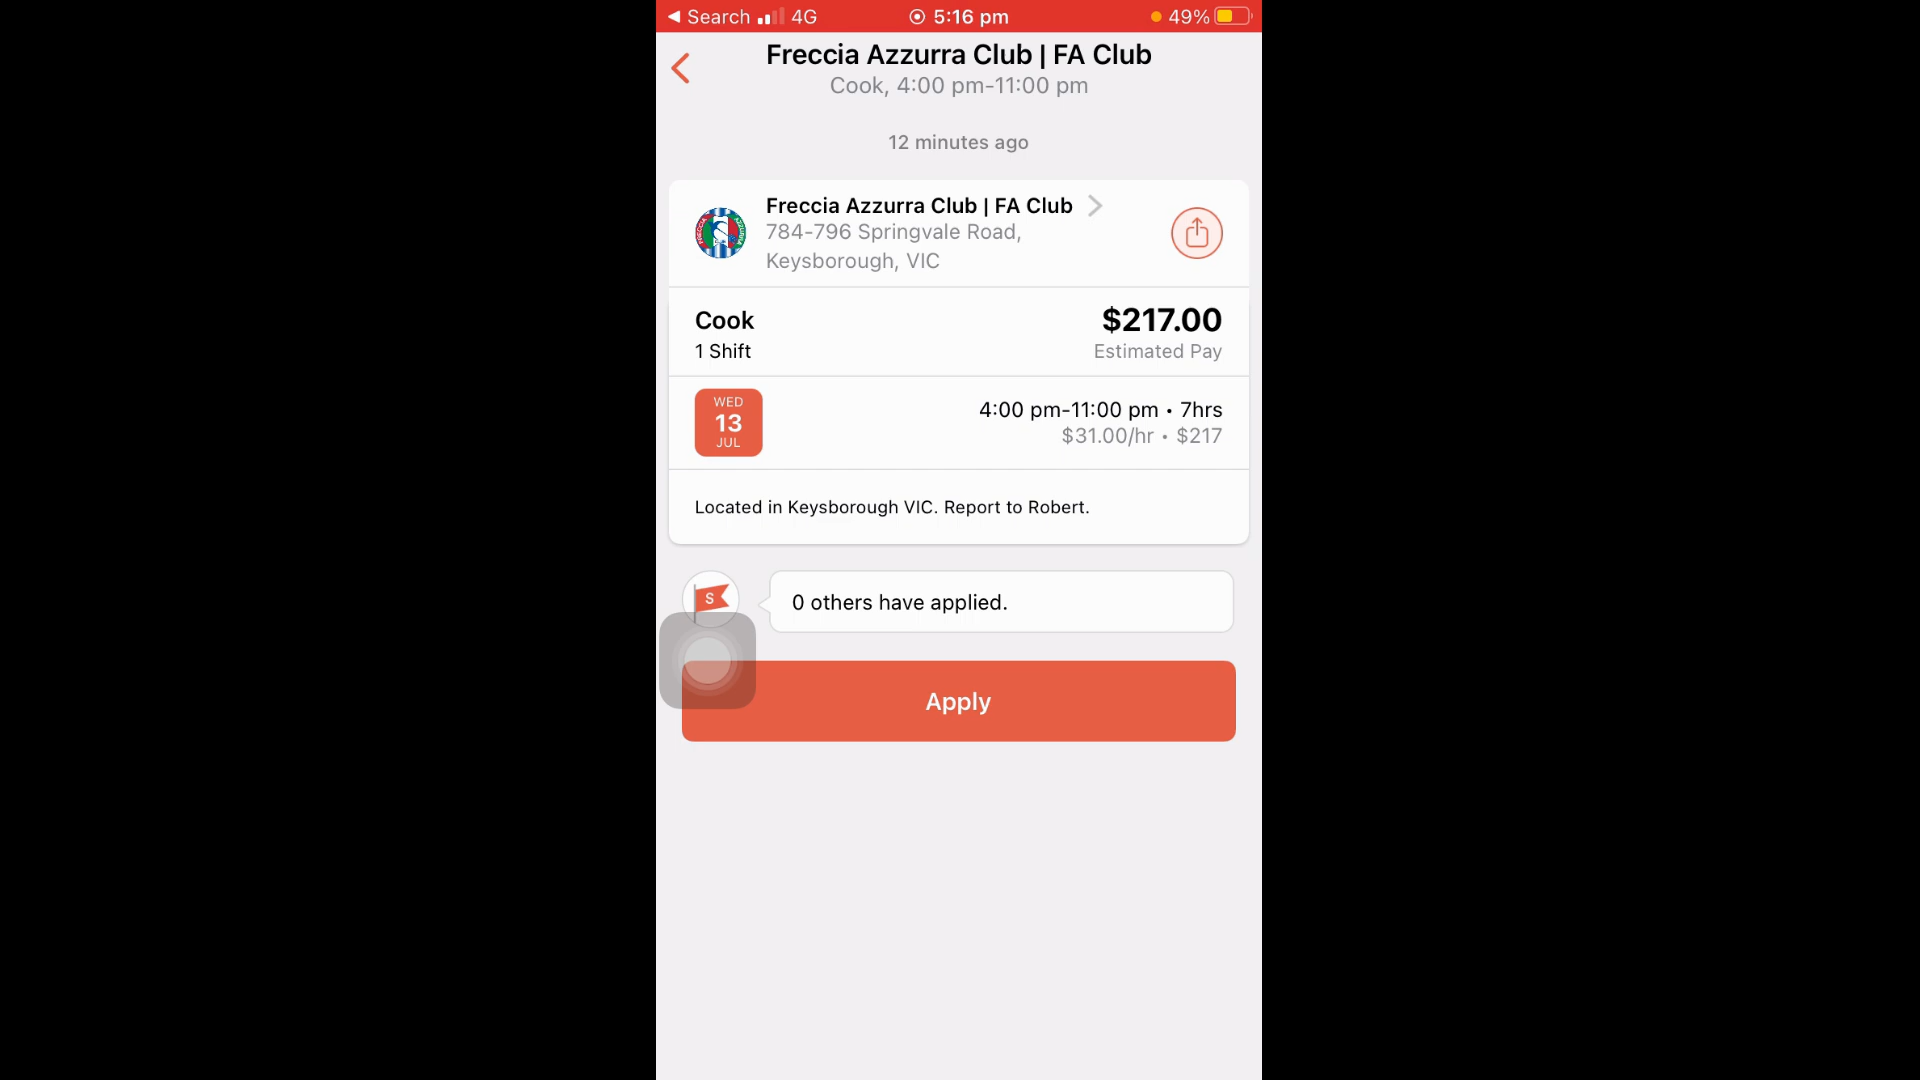 Search 4G 5:16 pm 49%
Freccia Azzurra Club | FA Club
Cook, 4:00 pm-11:00 pm
12 minutes ago
Freccia Azzurra Club | FA Club
784-796 Springvale Road,
Keysborough, VIC
Cook
$217.00
1 Shift
Estimated Pay
WED
13
JUL
4:00 pm-11:00 pm • 7hrs
$31.00/hr • $217
Located in Keysborough VIC. Report to Robert.
S
0 others have applied.
Apply